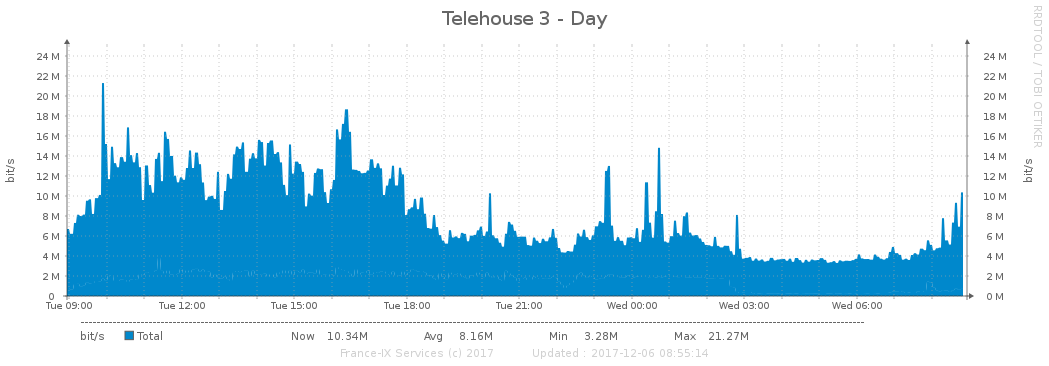 Telehouse 3 - Day
RRDTOOL / TOBI OETIKER
bit/s
24 M 24 M
22 M 22 M
20 M 20 M
18 M 18 M
16 M 16 M
14 M 14 M
12 M 12 M
10 M 10 M
8 M 8 M
6 M 6 M
4 M 4 M
2 M 2 M
0 0 M
bit/s
Tue 09:00 Tue 12:00 Tue 15:00 Tue 18:00 Tue 21:00 Wed 00:00 Wed 03:00 Wed 06:00
bit/s Total Now 10.34M Avg 8.16M Min 3.28M Max 21.27M
France-IX Services (c) 2017 Updated : 2017-12-06 08:55:14